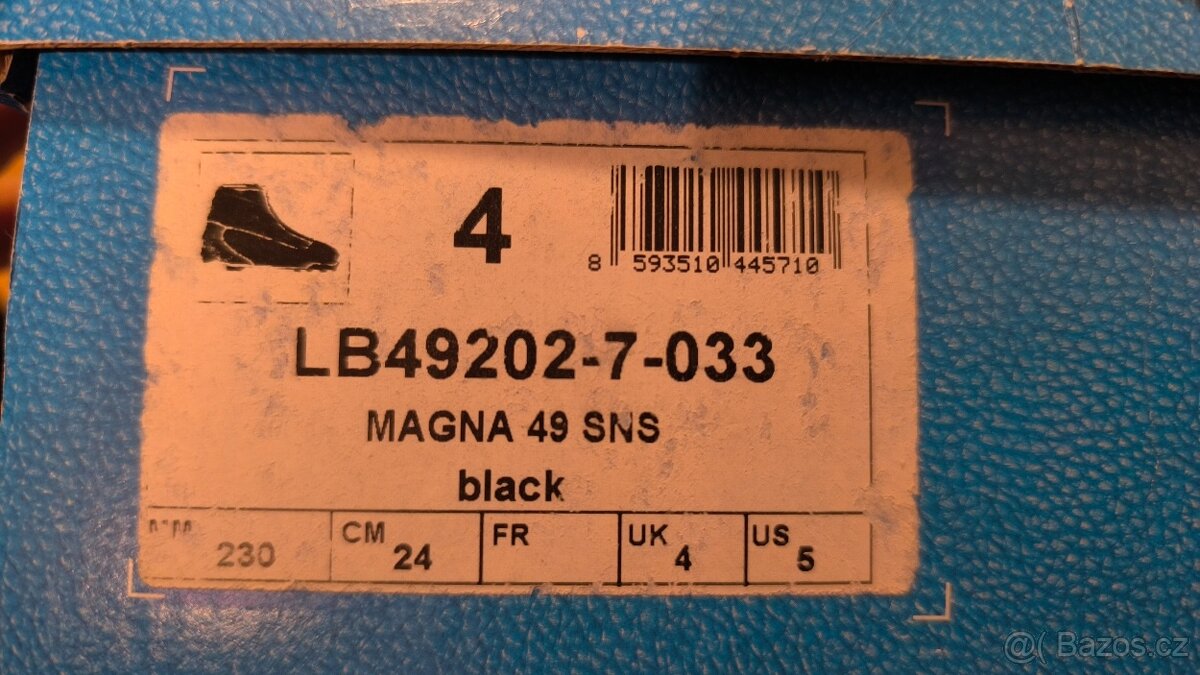 4
8 593510 445710
LB49202-7-033
MAGNA 49 SNS
black
MM 230 CM 24 FR UK 4 US 5
@( Bazos.cz